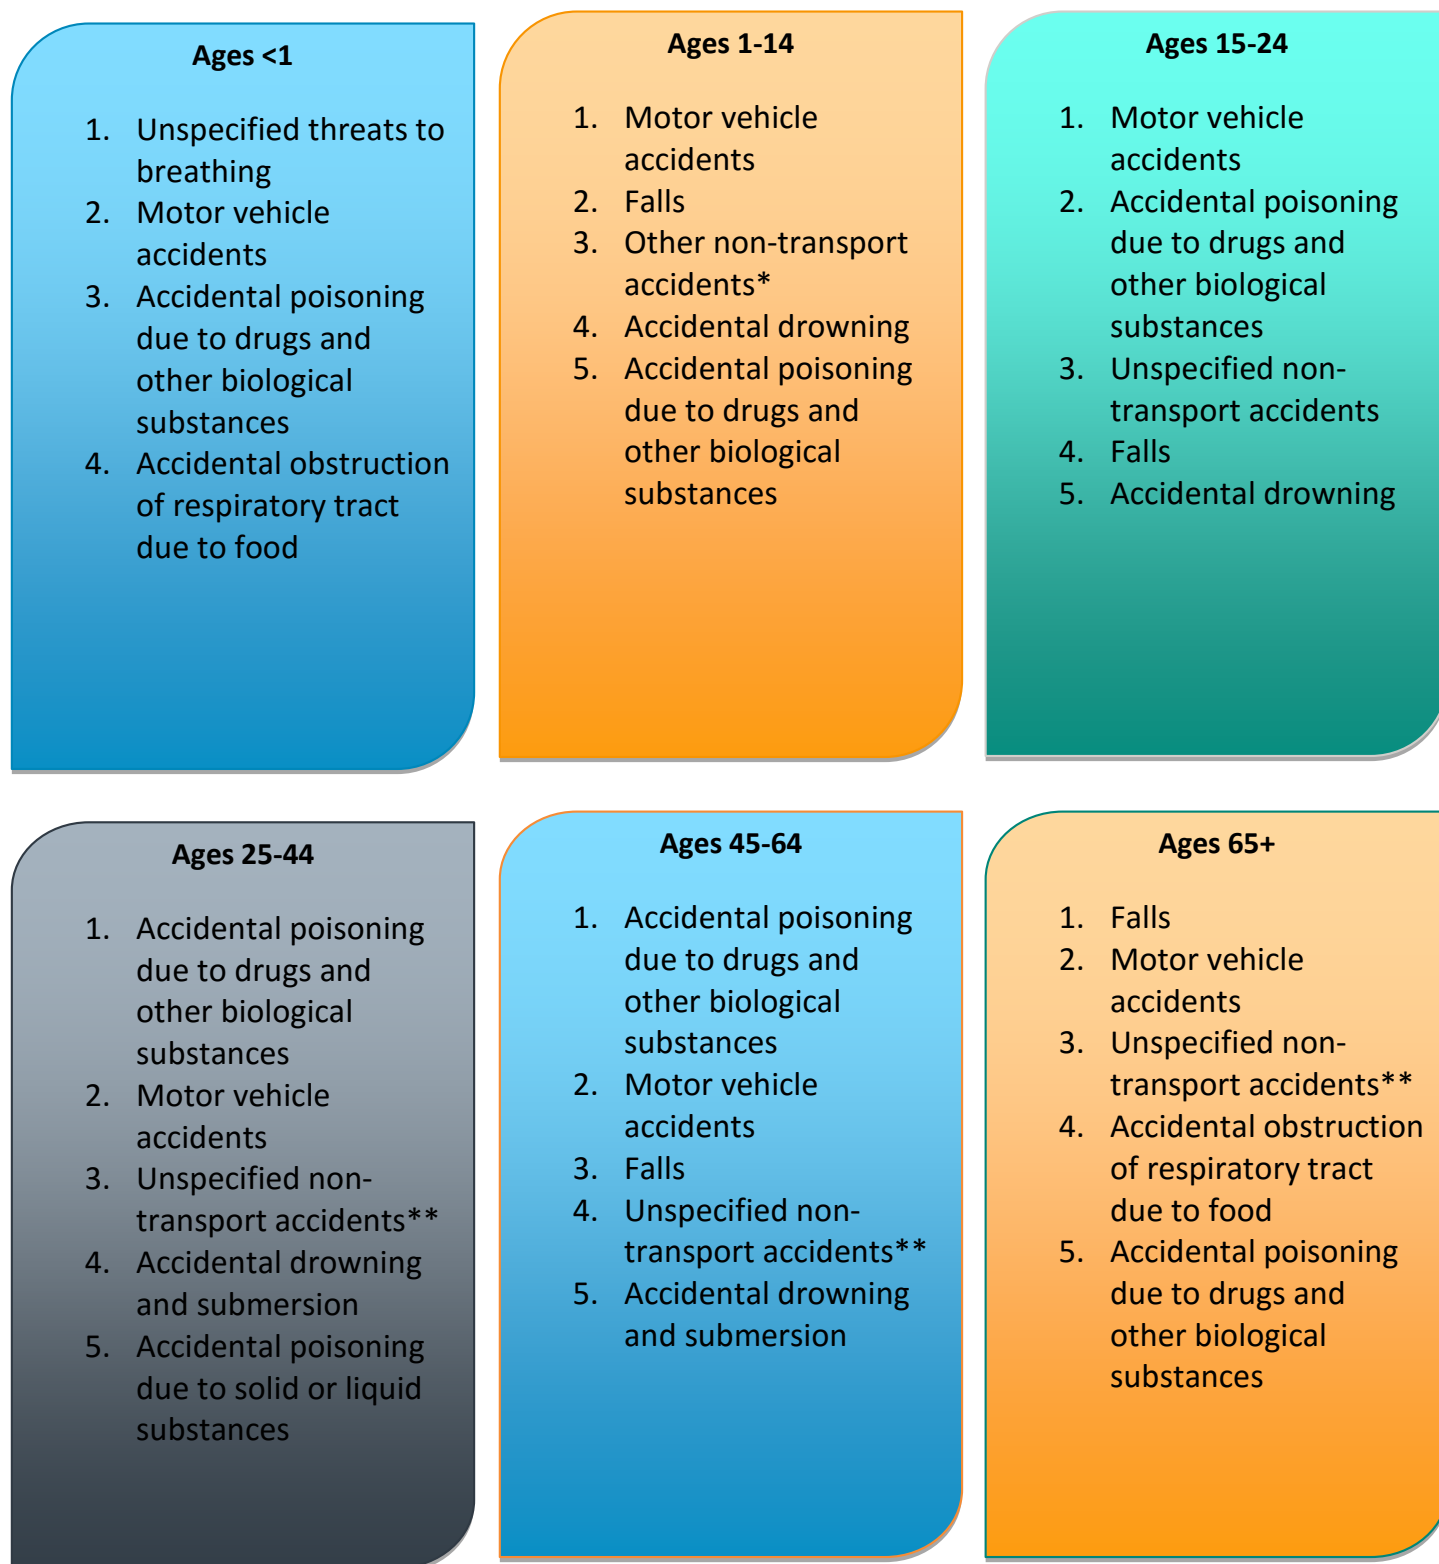 Ages <1
1. Unspecified threats to
breathing
2. Motor vehicle
accidents
3. Accidental poisoning
due to drugs and
other biological
substances
4. Accidental obstruction
of respiratory tract
due to food
Ages 1-14
1. Motor vehicle
accidents
2. Falls
3. Other non-transport
accidents*
4. Accidental drowning
5. Accidental poisoning
due to drugs and
other biological
substances
Ages 15-24
1. Motor vehicle
accidents
2. Accidental poisoning
due to drugs and
other biological
substances
3. Unspecified non-
transport accidents
4. Falls
5. Accidental drowning
Ages 25-44
1. Accidental poisoning
due to drugs and
other biological
substances
2. Motor vehicle
accidents
3. Unspecified non-
transport accidents**
4. Accidental drowning
and submersion
5. Accidental poisoning
due to solid or liquid
substances
Ages 45-64
1. Accidental poisoning
due to drugs and
other biological
substances
2. Motor vehicle
accidents
3. Falls
4. Unspecified non-
transport accidents**
5. Accidental drowning
and submersion
Ages 65+
1. Falls
2. Motor vehicle
accidents
3. Unspecified non-
transport accidents**
4. Accidental obstruction
of respiratory tract
due to food
5. Accidental poisoning
due to drugs and
other biological
substances